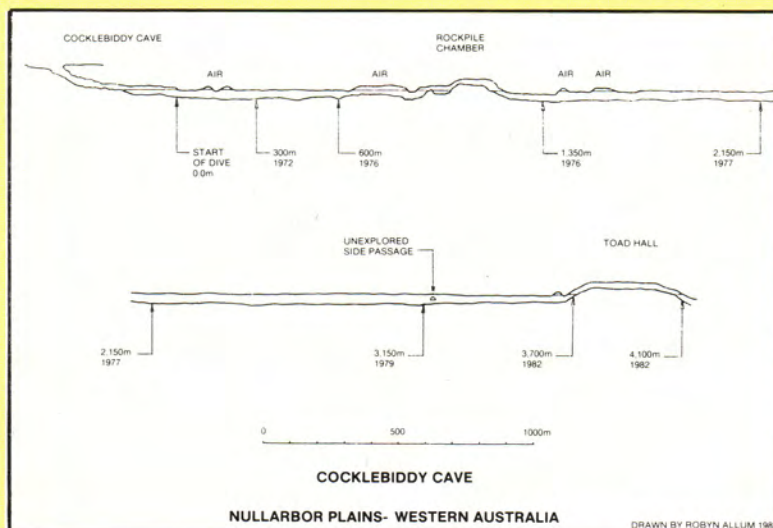 COCKLEBIDDY CAVE
ROCKPILE
CHAMBER
AIR
AIR
AIR
AIR
START
OF DIVE
0.0m
300m
1972
600m
1976
1,350m
1976
2,150m
1977
UNEXPLORED
SIDE PASSAGE
TOAD HALL
2,150m
1977
3,150m
1979
3,700m
1982
4,100m
1982
0
500
1000m
COCKLEBIDDY CAVE
NULLARBOR PLAINS- WESTERN AUSTRALIA
DRAWN BY ROBYN ALLUM